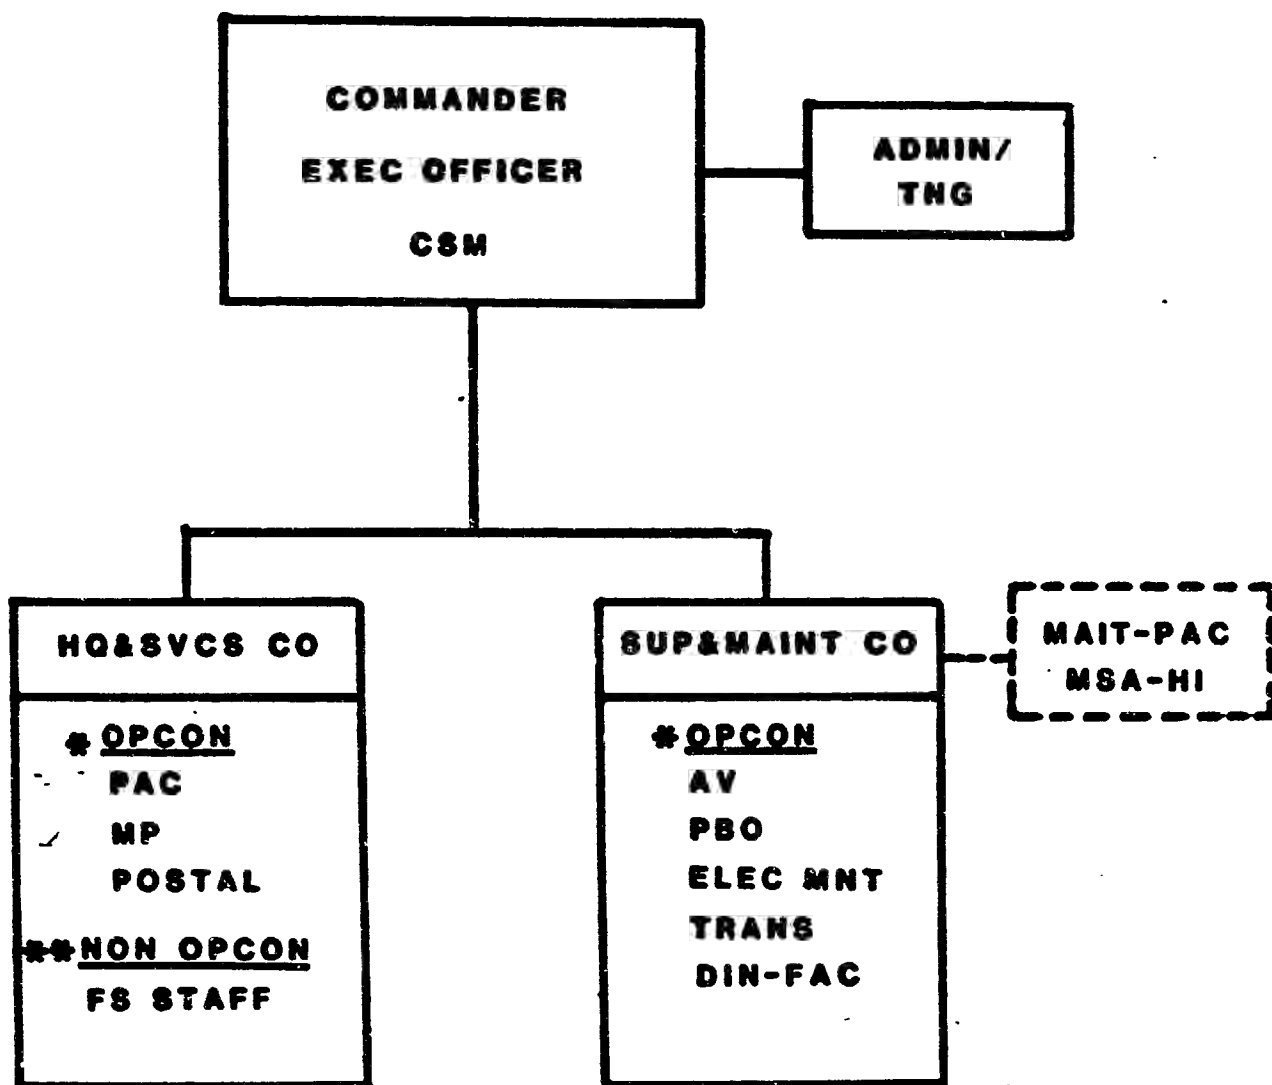 COMMANDER
EXEC OFFICER
CSM
ADMIN/
TNG
HQ&SVCS CO
* OPCON
PAC
MP
POSTAL
** NON OPCON
FS STAFF
SUP&MAINT CO
* OPCON
AV
PBO
ELEC MNT
TRANS
DIN-FAC
MAIT-PAC
MSA-HI